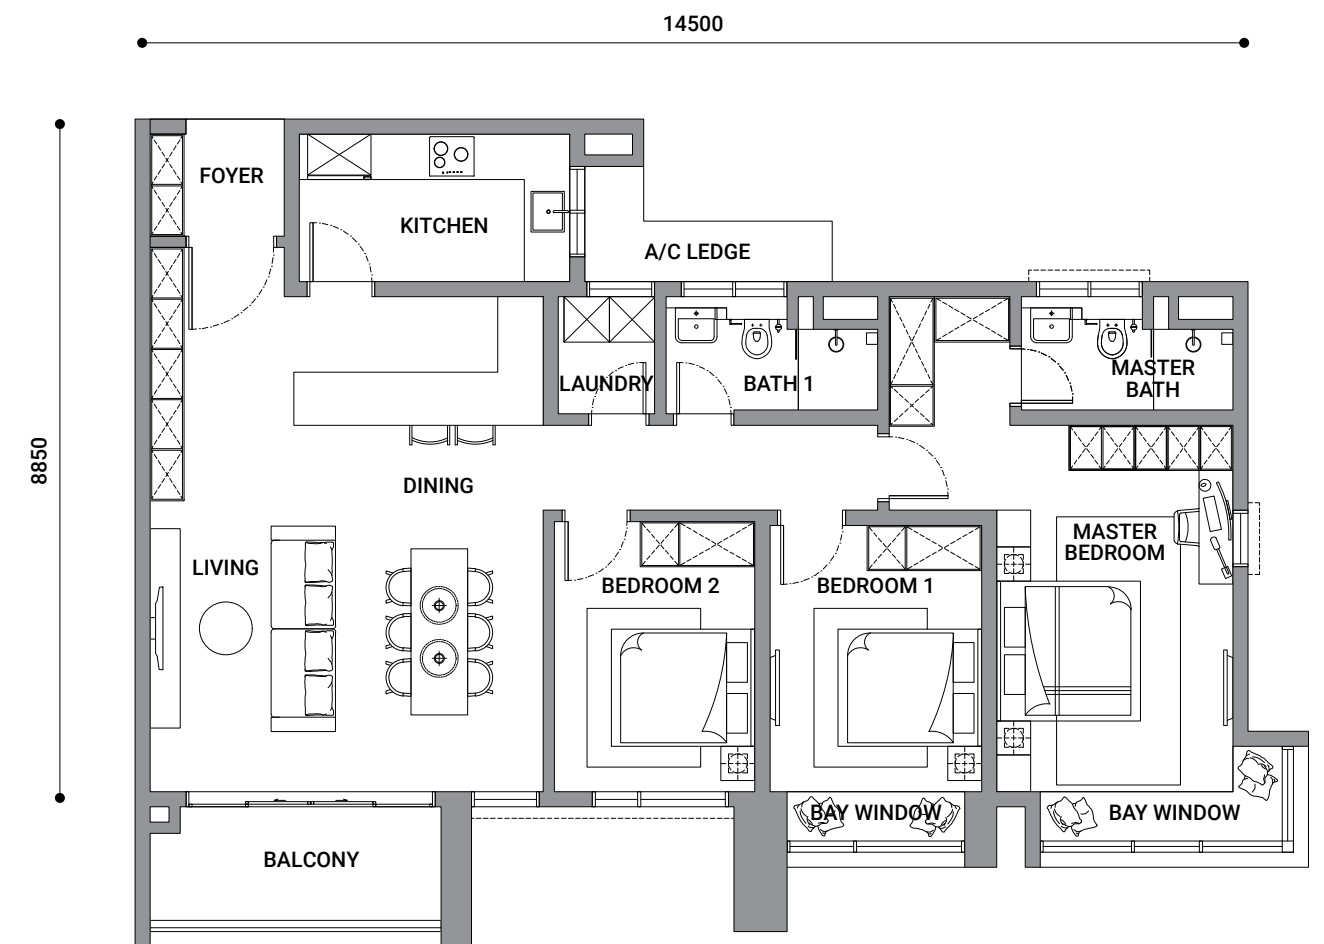 14500
8850
FOYER
KITCHEN
A/C LEDGE
LAUNDRY
BATH 1
MASTER
BATH
DINING
LIVING
BEDROOM 2
BEDROOM 1
MASTER
BEDROOM
BAY WINDOW
BAY WINDOW
BALCONY